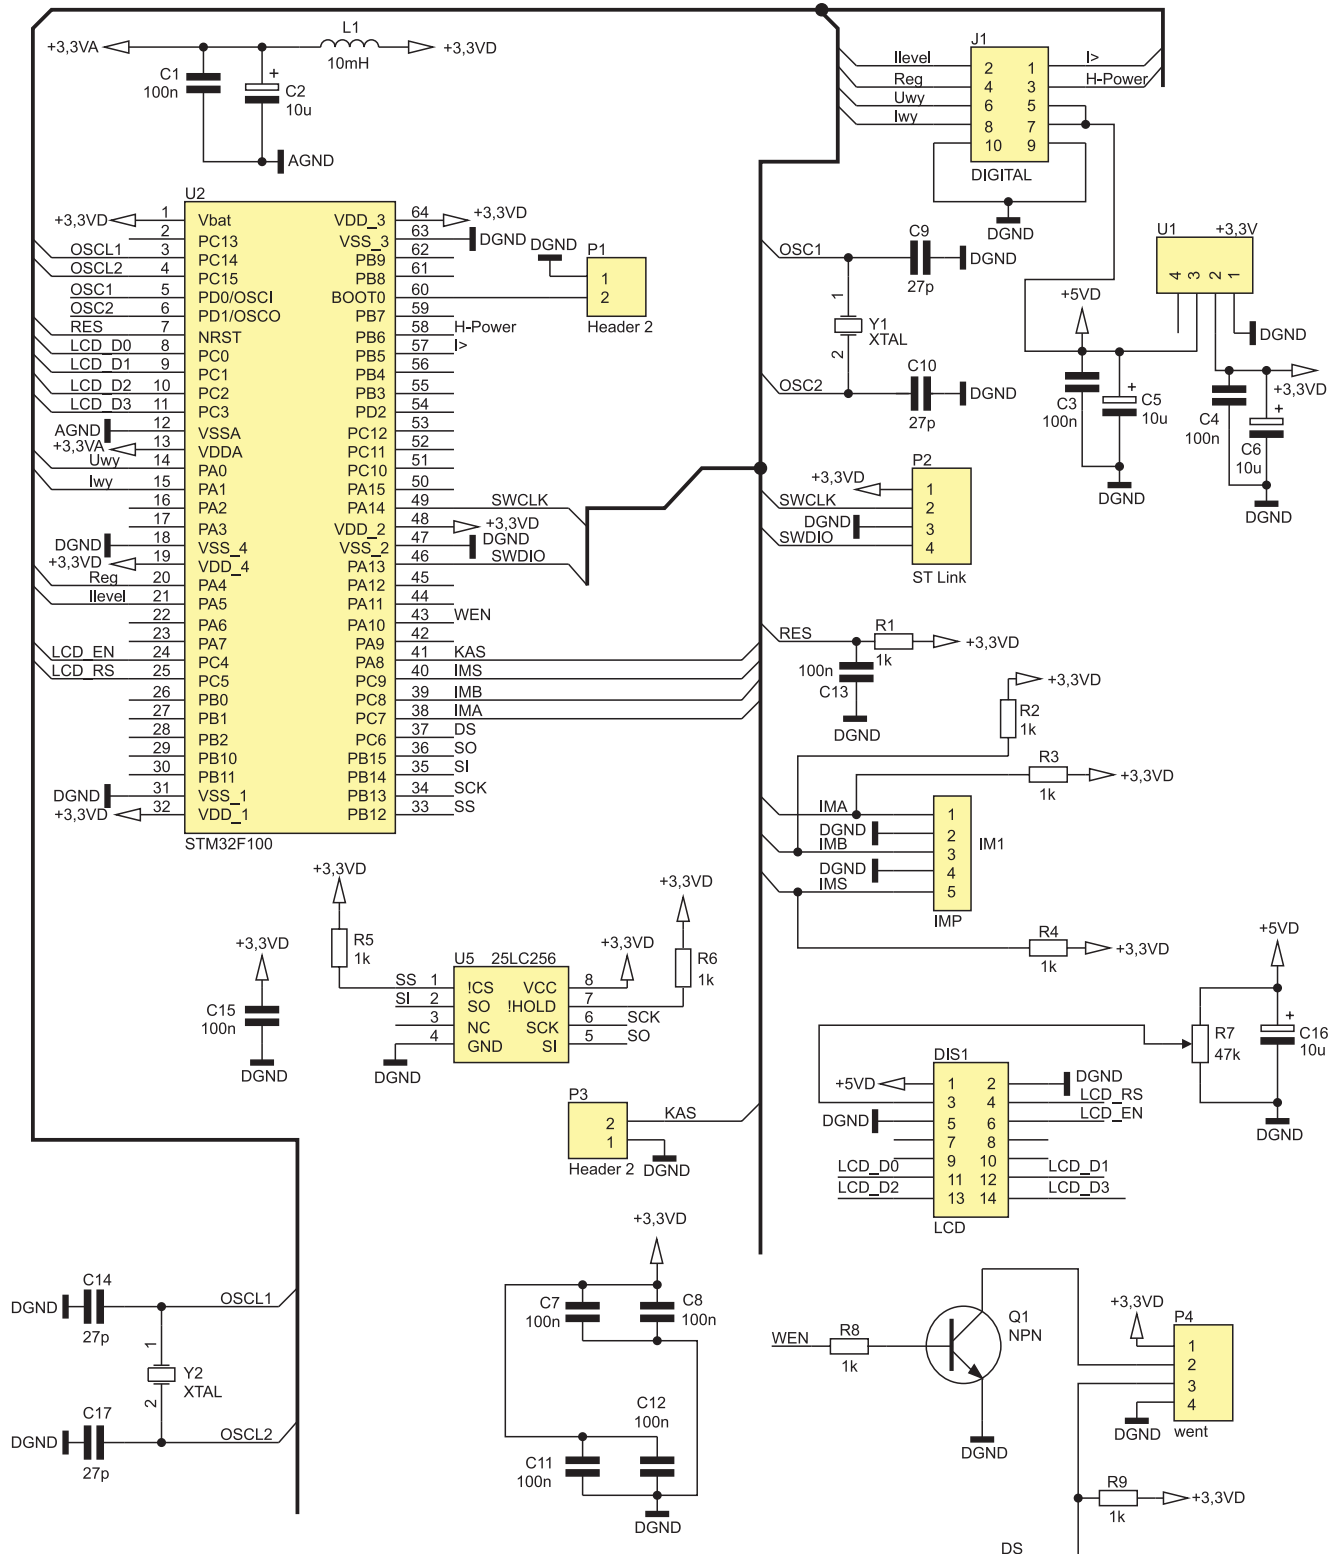 +3,3VA
L1
10mH
+3,3VD
C1
100n
+
C2
10u
AGND
J1
Ilevel 2 1 I>
Reg 4 3 H-Power
Uwy 6 5
Iwy 8 7
10 9
DIGITAL
DGND
U2
+3,3VD 1 Vbat VDD_3 64 +3,3VD
2 PC13 VSS_3 63 DGND
OSCL1 3 PC14 PB9 62
OSCL2 4 PC15 PB8 61
OSC1 5 PD0/OSCI BOOT0 60
OSC2 6 PD1/OSCO PB7 59
RES 7 NRST PB6 58 H-Power
LCD_D0 8 PC0 PB5 57 I>
LCD_D1 9 PC1 PB4 56
LCD_D2 10 PC2 PB3 55
LCD_D3 11 PC3 PD2 54
AGND 12 VSSA PC12 53
+3,3VA 13 VDDA PC11 52
Uwy 14 PA0 PC10 51
Iwy 15 PA1 PA15 50
16 PA2 PA14 49 SWCLK
17 PA3 VDD_2 48 +3,3VD
DGND 18 VSS_4 VSS_2 47 DGND
+3,3VD 19 VDD_4 PA13 46 SWDIO
Reg 20 PA4 PA12 45
Ilevel 21 PA5 PA11 44
22 PA6 PA10 43 WEN
23 PA7 PA9 42
LCD_EN 24 PC4 PA8 41 KAS
LCD_RS 25 PC5 PC9 40 IMS
26 PB0 PC8 39 IMB
27 PB1 PC7 38 IMA
28 PB2 PC6 37 DS
29 PB10 PB15 36 SO
30 PB11 PB14 35 SI
DGND 31 VSS_1 PB13 34 SCK
+3,3VD 32 VDD_1 PB12 33 SS
STM32F100
DGND
P1
1
2
Header 2
OSC1
C9
27p
DGND
1
Y1
XTAL
2
OSC2
C10
27p
DGND
U1
+3,3V
4 3 2 1
DGND
+5VD
C3
100n
+
C5
10u
DGND
+3,3VD
C4
100n
+
C6
10u
DGND
P2
+3,3VD 1
SWCLK 2
DGND 3
SWDIO 4
ST Link
RES
R1
1k
+3,3VD
100n
C13
DGND
+3,3VD
R2
1k
R3
1k
+3,3VD
IMA 1
DGND 2
IMB 3
DGND 4
IMS 5
IM1
IMP
R4
1k
+3,3VD
+3,3VD
R5
1k
+3,3VD
R6
1k
+3,3VD
+3,3VD
C15
100n
DGND
U5 25LC256
SS 1 !CS VCC 8
SI 2 SO !HOLD 7
3 NC SCK 6 SCK
4 GND SI 5 SO
DGND
P3
2
1
KAS
DGND
Header 2
+5VD
R7
47k
+
C16
10u
DGND
DIS1
+5VD 1 2 DGND
3 4 LCD_RS
DGND 5 6 LCD_EN
7 8
9 10
LCD_D0 11 12 LCD_D1
LCD_D2 13 14 LCD_D3
LCD
C14
DGND
27p
OSCL1
1
Y2
XTAL
2
C17
DGND
27p
OSCL2
+3,3VD
C7
100n
C8
100n
C12
100n
C11
100n
DGND
WEN
R8
1k
Q1
NPN
DGND
+3,3VD
P4
1
2
3
4
DGND
went
R9
1k
+3,3VD
DS